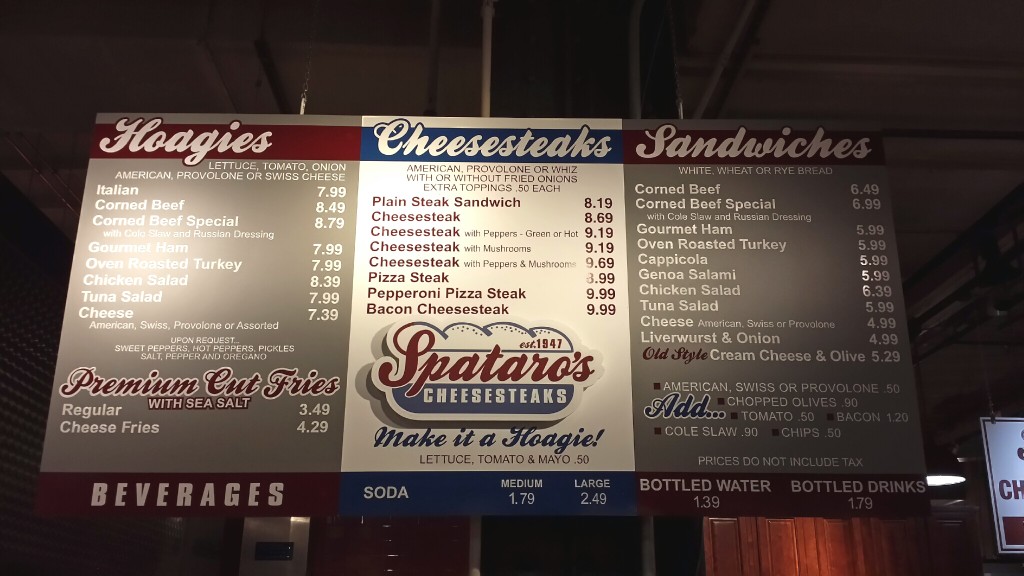 Hoagies
LETTUCE, TOMATO, ONION
AMERICAN, PROVOLONE OR SWISS CHEESE
Italian 7.99
Corned Beef 8.49
Corned Beef Special 8.79
with Cole Slaw and Russian Dressing
Gourmet Ham 7.99
Oven Roasted Turkey 7.99
Chicken Salad 8.39
Tuna Salad 7.99
Cheese 7.39
American, Swiss, Provolone or Assorted
UPON REQUEST...
SWEET PEPPERS, HOT PEPPERS, PICKLES
SALT, PEPPER AND OREGANO
Premium Cut Fries
WITH SEA SALT
Regular 3.49
Cheese Fries 4.29
Cheesesteaks
AMERICAN, PROVOLONE OR WHIZ
WITH OR WITHOUT FRIED ONIONS
EXTRA TOPPINGS .50 EACH
Plain Steak Sandwich 8.19
Cheesesteak 8.69
Cheesesteak with Peppers - Green or Hot 9.19
Cheesesteak with Mushrooms 9.19
Cheesesteak with Peppers & Mushrooms 9.69
Pizza Steak 8.99
Pepperoni Pizza Steak 9.99
Bacon Cheesesteak 9.99
est. 1947
Spataro's
CHEESESTEAKS
Make it a Hoagie!
LETTUCE, TOMATO & MAYO .50
Sandwiches
WHITE, WHEAT OR RYE BREAD
Corned Beef 6.49
Corned Beef Special 6.99
with Cole Slaw and Russian Dressing
Gourmet Ham 5.99
Oven Roasted Turkey 5.99
Cappicola 5.99
Genoa Salami 5.99
Chicken Salad 6.39
Tuna Salad 5.99
Cheese American, Swiss or Provolone 4.99
Liverwurst & Onion 4.99
Old Style Cream Cheese & Olive 5.29
Add...
AMERICAN, SWISS OR PROVOLONE .50
CHOPPED OLIVES .90
TOMATO .50 BACON 1.20
COLE SLAW .90 CHIPS .50
PRICES DO NOT INCLUDE TAX
BEVERAGES
SODA MEDIUM 1.79 LARGE 2.49
BOTTLED WATER 1.39
BOTTLED DRINKS 1.79
CH